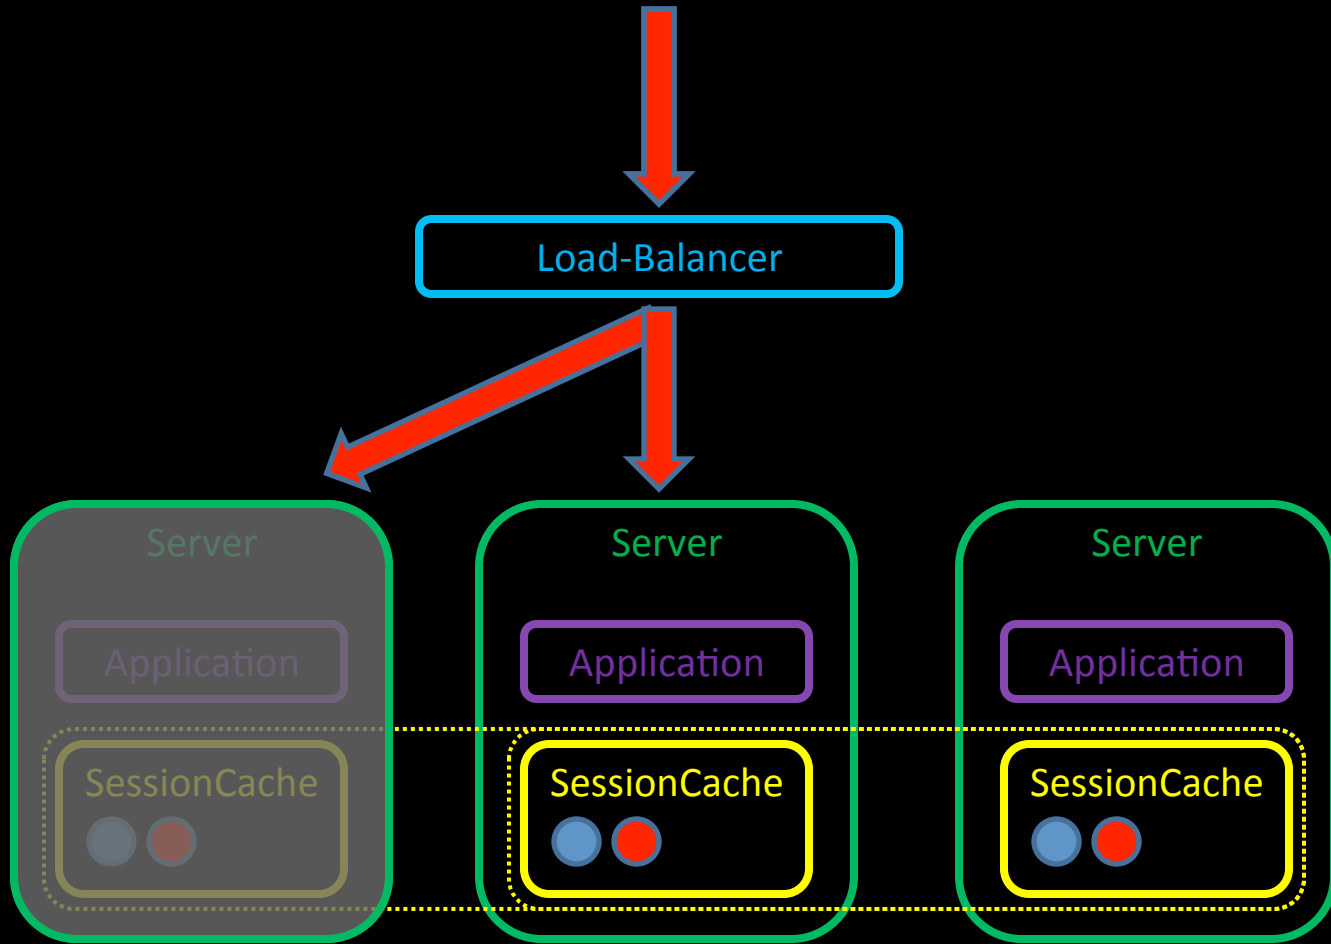 Load-Balancer
Server
Server
Server
Application
Application
Application
SessionCache
SessionCache
SessionCache